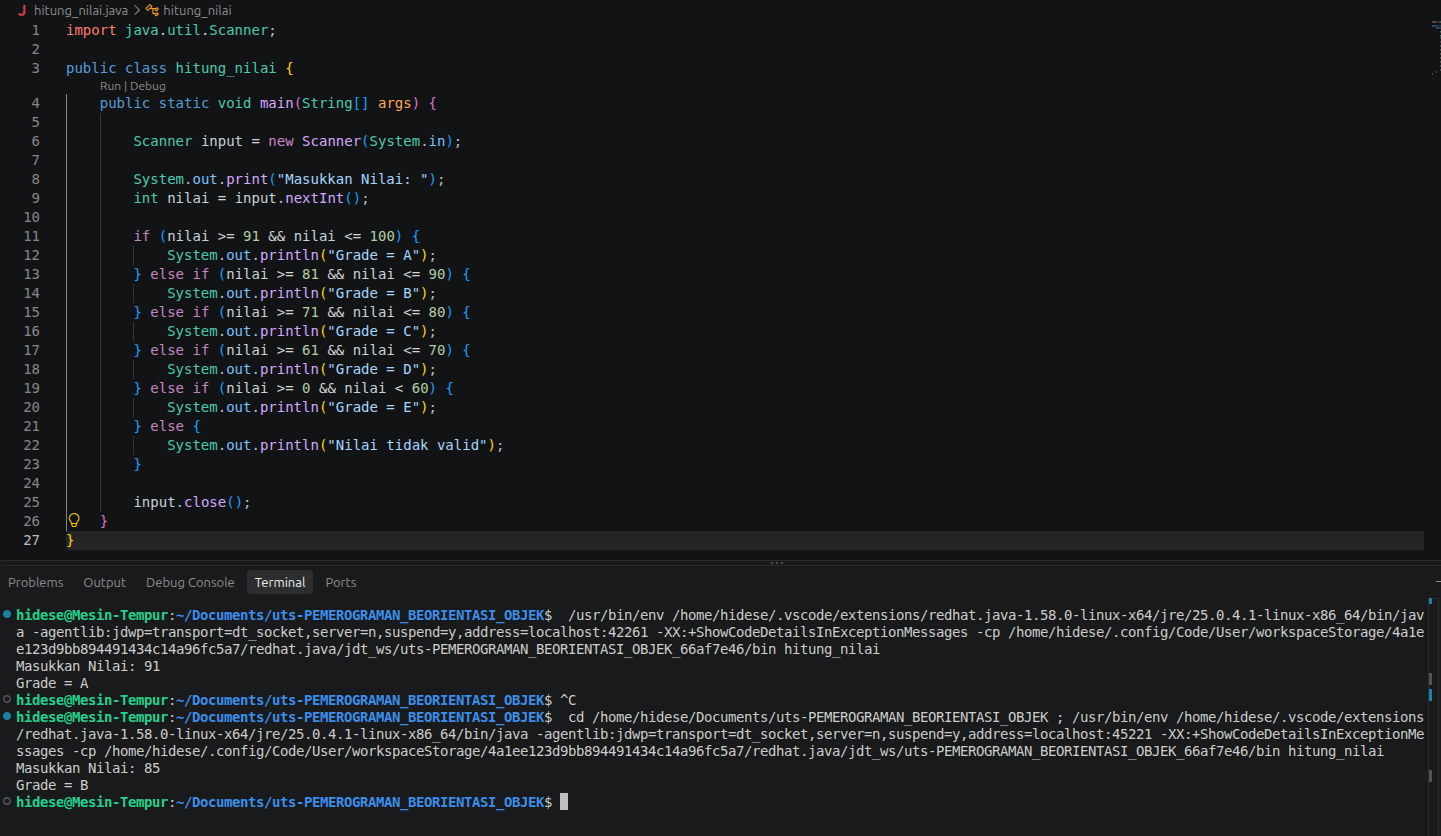 hitung_nilai.java > hitung_nilai
1 import java.util.Scanner;
2
3 public class hitung_nilai {
Run | Debug
4 public static void main(String[] args) {
5
6 Scanner input = new Scanner(System.in);
7
8 System.out.print("Masukkan Nilai: ");
9 int nilai = input.nextInt();
10
11 if (nilai >= 91 && nilai <= 100) {
12 System.out.println("Grade = A");
13 } else if (nilai >= 81 && nilai <= 90) {
14 System.out.println("Grade = B");
15 } else if (nilai >= 71 && nilai <= 80) {
16 System.out.println("Grade = C");
17 } else if (nilai >= 61 && nilai <= 70) {
18 System.out.println("Grade = D");
19 } else if (nilai >= 0 && nilai < 60) {
20 System.out.println("Grade = E");
21 } else {
22 System.out.println("Nilai tidak valid");
23 }
24
25 input.close();
26 }
27 }
Problems Output Debug Console Terminal Ports
hidese@Mesin-Tempur:~/Documents/uts-PEMEROGRAMAN_BEORIENTASI_OBJEK$  /usr/bin/env /home/hidese/.vscode/extensions/redhat.java-1.58.0-linux-x64/jre/25.0.4.1-linux-x86_64/bin/jav
a -agentlib:jdwp=transport=dt_socket,server=n,suspend=y,address=localhost:42261 -XX:+ShowCodeDetailsInExceptionMessages -cp /home/hidese/.config/Code/User/workspaceStorage/4a1e
e123d9bb894491434c14a96fc5a7/redhat.java/jdt_ws/uts-PEMEROGRAMAN_BEORIENTASI_OBJEK_66af7e46/bin hitung_nilai
Masukkan Nilai: 91
Grade = A
hidese@Mesin-Tempur:~/Documents/uts-PEMEROGRAMAN_BEORIENTASI_OBJEK$ ^C
hidese@Mesin-Tempur:~/Documents/uts-PEMEROGRAMAN_BEORIENTASI_OBJEK$  cd /home/hidese/Documents/uts-PEMEROGRAMAN_BEORIENTASI_OBJEK ; /usr/bin/env /home/hidese/.vscode/extensions
/redhat.java-1.58.0-linux-x64/jre/25.0.4.1-linux-x86_64/bin/java -agentlib:jdwp=transport=dt_socket,server=n,suspend=y,address=localhost:45221 -XX:+ShowCodeDetailsInExceptionMe
ssages -cp /home/hidese/.config/Code/User/workspaceStorage/4a1ee123d9bb894491434c14a96fc5a7/redhat.java/jdt_ws/uts-PEMEROGRAMAN_BEORIENTASI_OBJEK_66af7e46/bin hitung_nilai
Masukkan Nilai: 85
Grade = B
hidese@Mesin-Tempur:~/Documents/uts-PEMEROGRAMAN_BEORIENTASI_OBJEK$